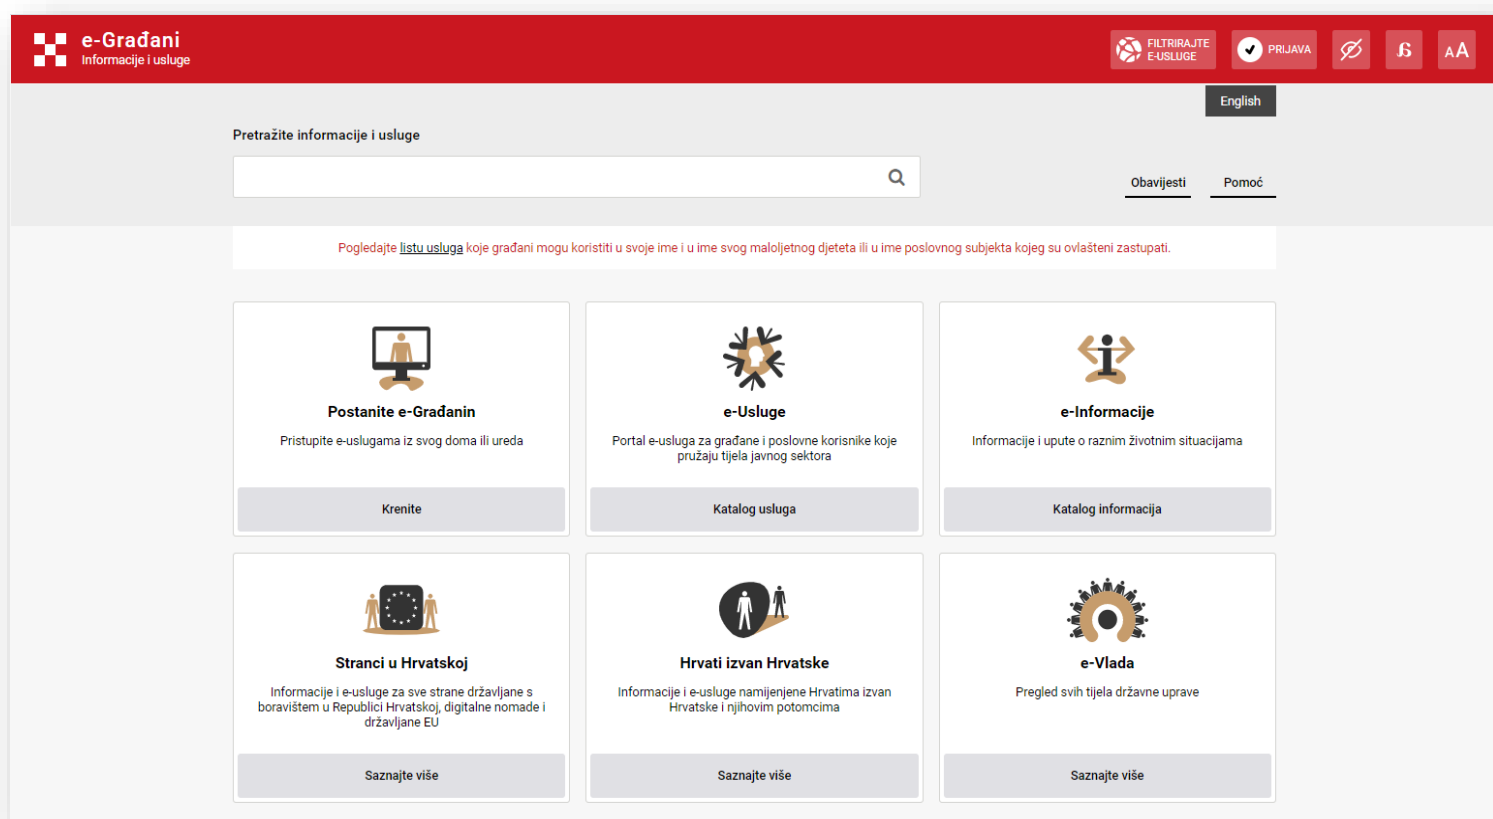 e-Građani
Informacije i usluge
FILTRIRAJTE
E-USLUGE
PRIJAVA
AA
English
Pretražite informacije i usluge
Obavijesti
Pomoć
Pogledajte listu usluga koje građani mogu koristiti u svoje ime i u ime svog maloljetnog djeteta ili u ime poslovnog subjekta kojeg su ovlašteni zastupati.
Postanite e-Građanin
Pristupite e-uslugama iz svog doma ili ureda
Krenite
e-Usluge
Portal e-usluga za građane i poslovne korisnike koje
pružaju tijela javnog sektora
Katalog usluga
e-Informacije
Informacije i upute o raznim životnim situacijama
Katalog informacija
Stranci u Hrvatskoj
Informacije i e-usluge za sve strane državljane s
boravištem u Republici Hrvatskoj, digitalne nomade i
državljane EU
Saznajte više
Hrvati izvan Hrvatske
Informacije i e-usluge namijenjene Hrvatima izvan
Hrvatske i njihovim potomcima
Saznajte više
e-Vlada
Pregled svih tijela državne uprave
Saznajte više